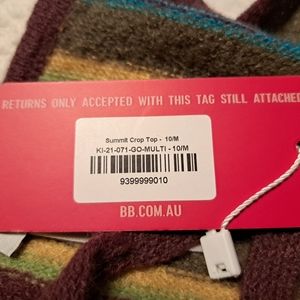 RETURNS ONLY ACCEPTED WITH THIS TAG STILL ATTACHED
Summit Crop Top - 10/M
KI-21-071-GO-MULTI - 10/M
9399999010
BB.COM.AU